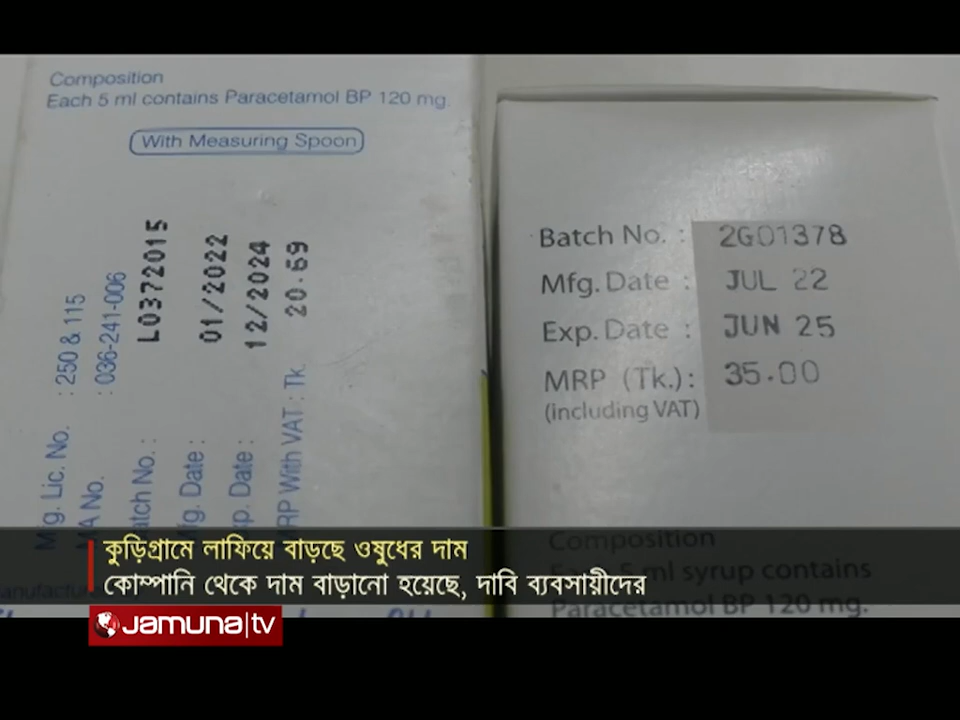 Composition
Each 5 ml contains Paracetamol BP 120 mg.
With Measuring Spoon
Mfg. Lic. No. : 250 & 115
: 036-241-006
Batch No. : L0372015
Mfg. Date : 01/2022
Exp. Date : 12/2024
MRP With VAT : Tk. 20.69
Batch No. : 2G01378
Mfg. Date : JUL 22
Exp. Date : JUN 25
MRP (Tk.): 35.00
(including VAT)
Composition
ml syrup contains
Paracetamol BP 120 mg.
কুড়িগ্রামে লাফিয়ে বাড়ছে ওষুধের দাম
কোম্পানি থেকে দাম বাড়ানো হয়েছে, দাবি ব্যবসায়ীদের
Jamuna|tv